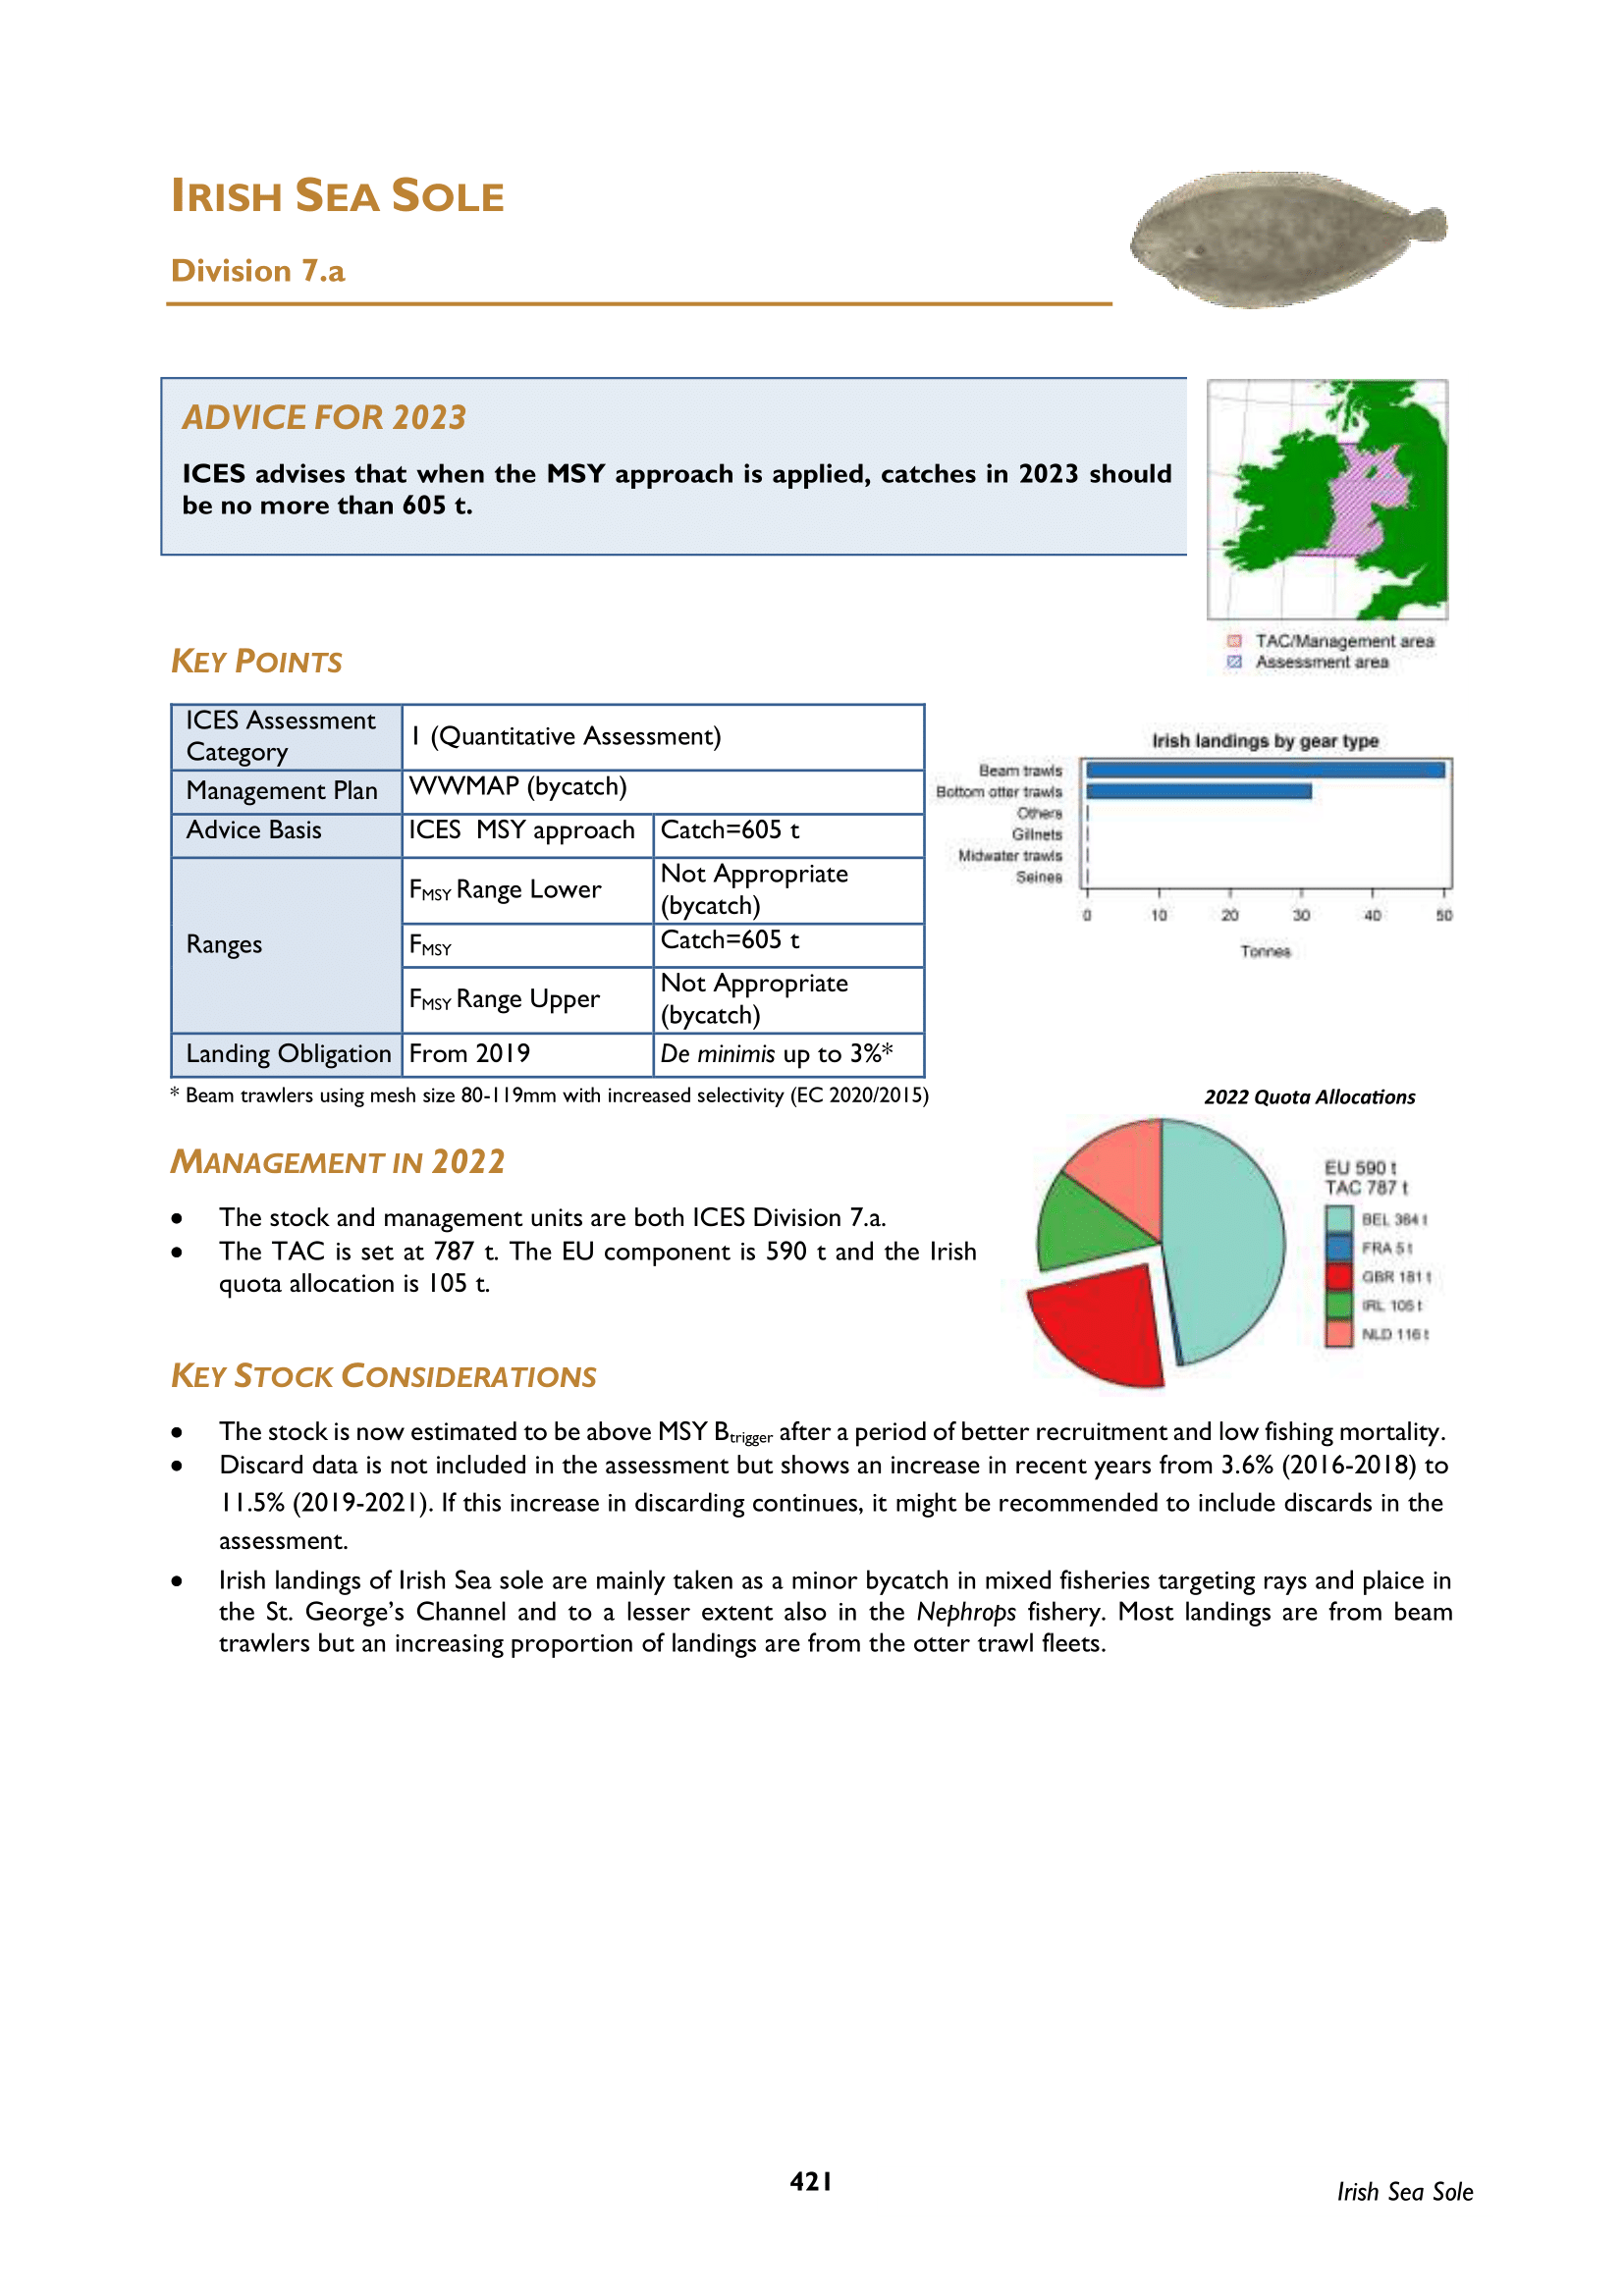 IRISH SEA SOLE
Division 7.a
ADVICE FOR 2023
ICES advises that when the MSY approach is applied, catches in 2023 should
be no more than 605 t.
TAC/Management area
Assessment area
KEY POINTS
ICES Assessment
Category
1 (Quantitative Assessment)
Management Plan
WWMAP (bycatch)
Advice Basis
ICES MSY approach
Catch=605 t
Ranges
FMSY Range Lower
Not Appropriate
(bycatch)
FMSY
Catch=605 t
FMSY Range Upper
Not Appropriate
(bycatch)
Landing Obligation
From 2019
De minimis up to 3%*
* Beam trawlers using mesh size 80-119mm with increased selectivity (EC 2020/2015)
Irish landings by gear type
Beam trawls
Bottom otter trawls
Others
Gillnets
Midwater trawls
Seines
0 10 20 30 40 50
Tonnes
MANAGEMENT IN 2022
• The stock and management units are both ICES Division 7.a.
• The TAC is set at 787 t. The EU component is 590 t and the Irish
quota allocation is 105 t.
2022 Quota Allocations
EU 590 t
TAC 787 t
BEL 364 t
FRA 5 t
GBR 181 t
IRL 105 t
NLD 116 t
KEY STOCK CONSIDERATIONS
• The stock is now estimated to be above MSY Btrigger after a period of better recruitment and low fishing mortality.
• Discard data is not included in the assessment but shows an increase in recent years from 3.6% (2016-2018) to
11.5% (2019-2021). If this increase in discarding continues, it might be recommended to include discards in the
assessment.
• Irish landings of Irish Sea sole are mainly taken as a minor bycatch in mixed fisheries targeting rays and plaice in
the St. George’s Channel and to a lesser extent also in the Nephrops fishery. Most landings are from beam
trawlers but an increasing proportion of landings are from the otter trawl fleets.
421
Irish Sea Sole